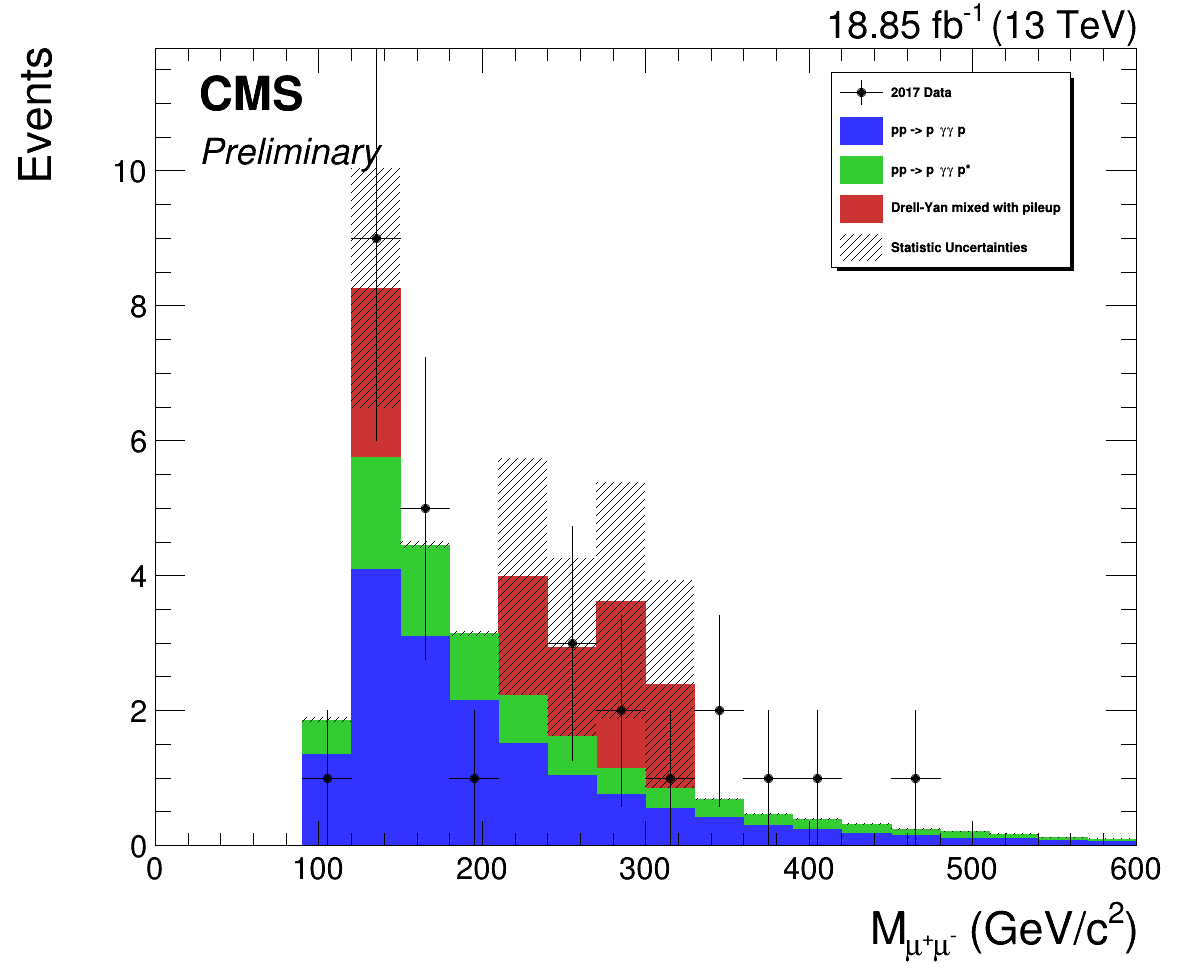 18.85 fb⁻¹ (13 TeV)
Events
CMS
Preliminary
2017 Data
pp -> p γγ p
pp -> p γγ p*
Drell-Yan mixed with pileup
Statistic Uncertainties
10
8
6
4
2
0
0 100 200 300 400 500 600
M_μ⁺μ⁻ (GeV/c²)